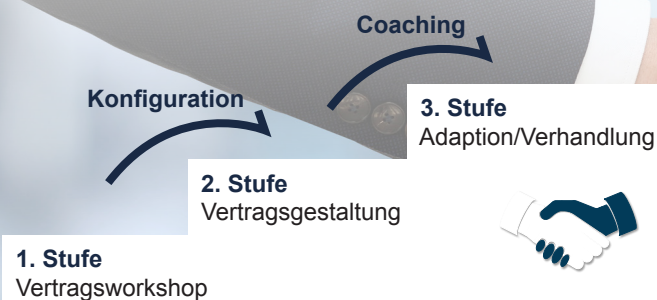 Coaching
Konfiguration
3. Stufe
Adaption/Verhandlung
2. Stufe
Vertragsgestaltung
1. Stufe
Vertragsworkshop